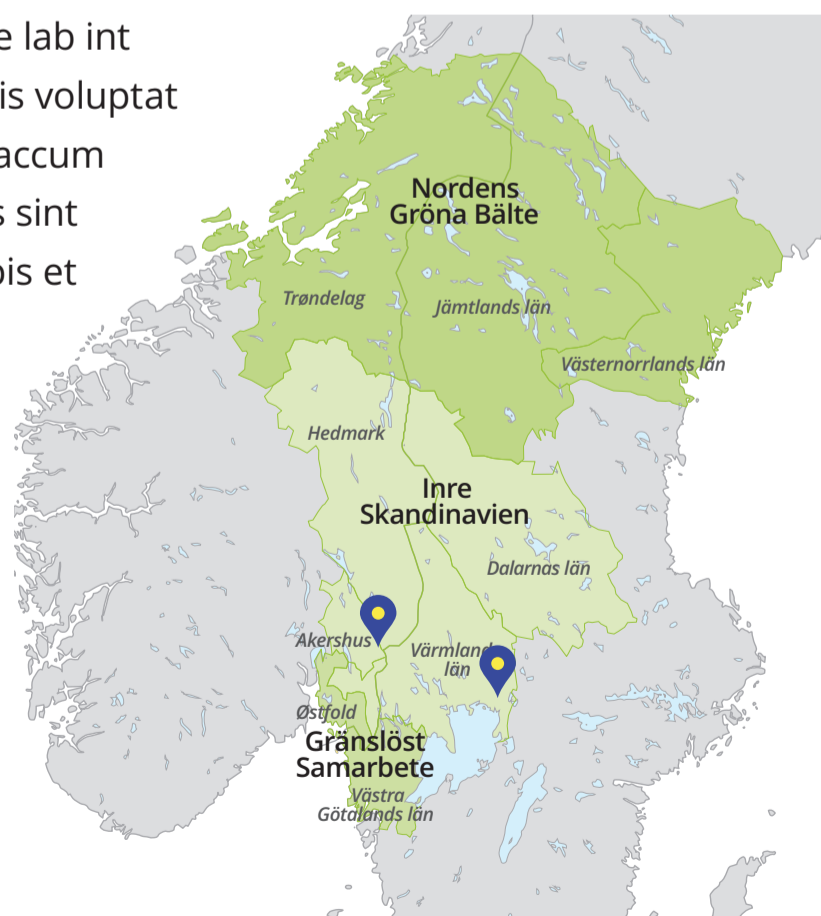 e lab int
is voluptat
accum
s sint
is et
Nordens
Gröna Bälte
Trøndelag
Jämtlands län
Västernorrlands län
Hedmark
Inre
Skandinavien
Dalarnas län
Akershus
Värmland
län
Østfold
Gränslöst
Samarbete
Västra
Götalands län